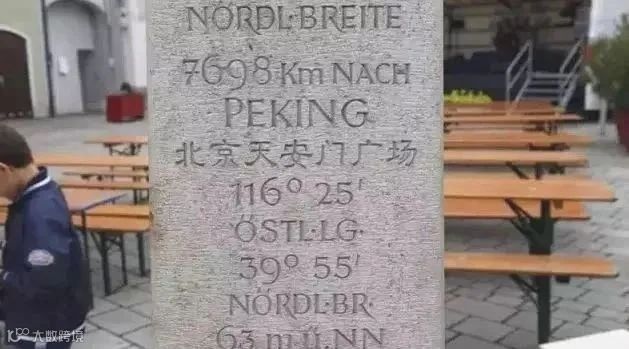 NÖRDL·BREITE
7698 Km NACH
PEKING
北京天安门广场
116° 25'
ÖSTL·LG·
39° 55'
NÖRDL·BR·
63 m ü. NN
大数跨境